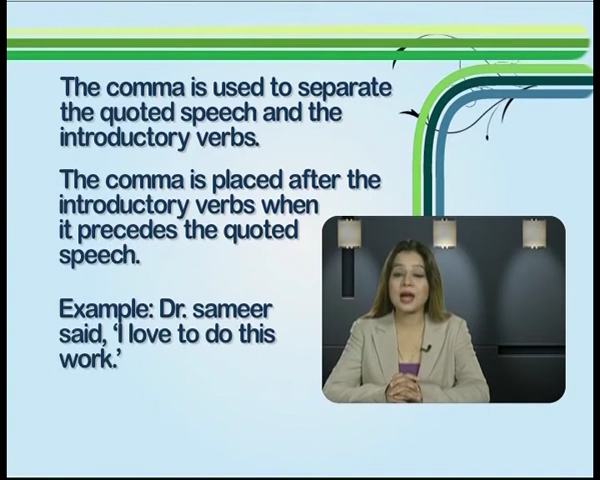 The comma is used to separate
the quoted speech and the
introductory verbs.
The comma is placed after the
introductory verbs when
it precedes the quoted
speech.
Example: Dr. sameer
said, ‘I love to do this
work.’